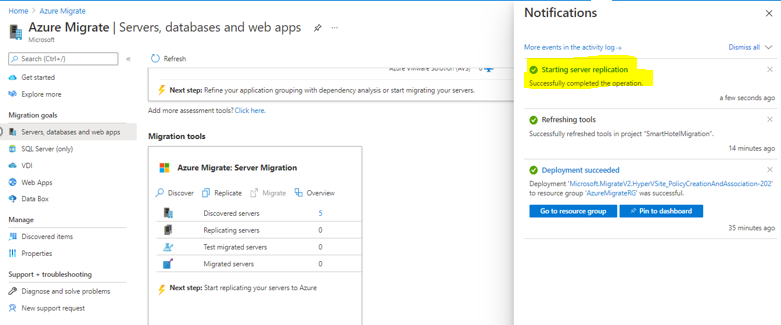 Home > Azure Migrate >
Azure Migrate | Servers, databases and web apps
Microsoft
Search (Ctrl+/)
Get started
Explore more
Migration goals
Servers, databases and web apps
SQL Server (only)
VDI
Web Apps
Data Box
Manage
Discovered items
Properties
Support + troubleshooting
Diagnose and solve problems
New support request
Refresh
Azure VMware Solution (AVS) 0
Next step: Refine your application grouping with dependency analysis or start migrating your servers.
Add more assessment tools? Click here.
Migration tools
Azure Migrate: Server Migration
Discover Replicate Migrate Overview
Discovered servers 5
Replicating servers 0
Test migrated servers 0
Migrated servers 0
Next step: Start replicating your servers to Azure
Notifications
More events in the activity log → Dismiss all
Starting server replication
Successfully completed the operation.
a few seconds ago
Refreshing tools
Successfully refreshed tools in project "SmartHotelMigration".
14 minutes ago
Deployment succeeded
Deployment 'Microsoft.MigrateV2.HyperVSite_PolicyCreationAndAssociation-202'
to resource group 'AzureMigrateRG' was successful.
Go to resource group Pin to dashboard
35 minutes ago